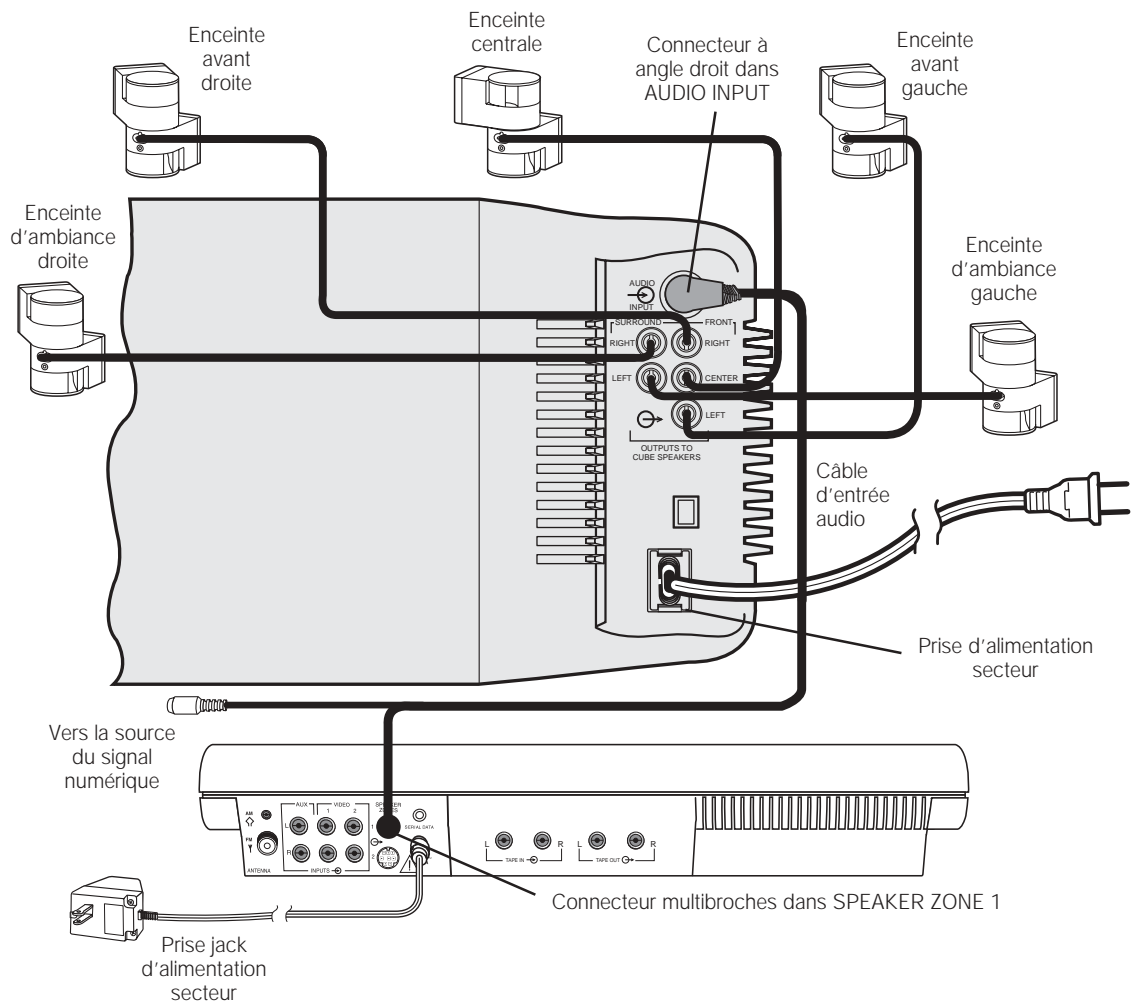 Enceinte
avant
droite
Enceinte
centrale
Connecteur à
angle droit dans
AUDIO INPUT
Enceinte
avant
gauche
Enceinte
d'ambiance
droite
Enceinte
d'ambiance
gauche
AUDIO
INPUT
SURROUND
FRONT
RIGHT
RIGHT
LEFT
CENTER
LEFT
OUTPUTS TO
CUBE SPEAKERS
Câble
d'entrée
audio
Prise d'alimentation
secteur
Vers la source
du signal
numérique
AM
FM
ANTENNA
AUX
VIDEO
1 2
L
R
INPUTS
SPEAKER
ZONES
1
2
SERIAL DATA
L R
TAPE IN
L R
TAPE OUT
Connecteur multibroches dans SPEAKER ZONE 1
Prise jack
d'alimentation
secteur